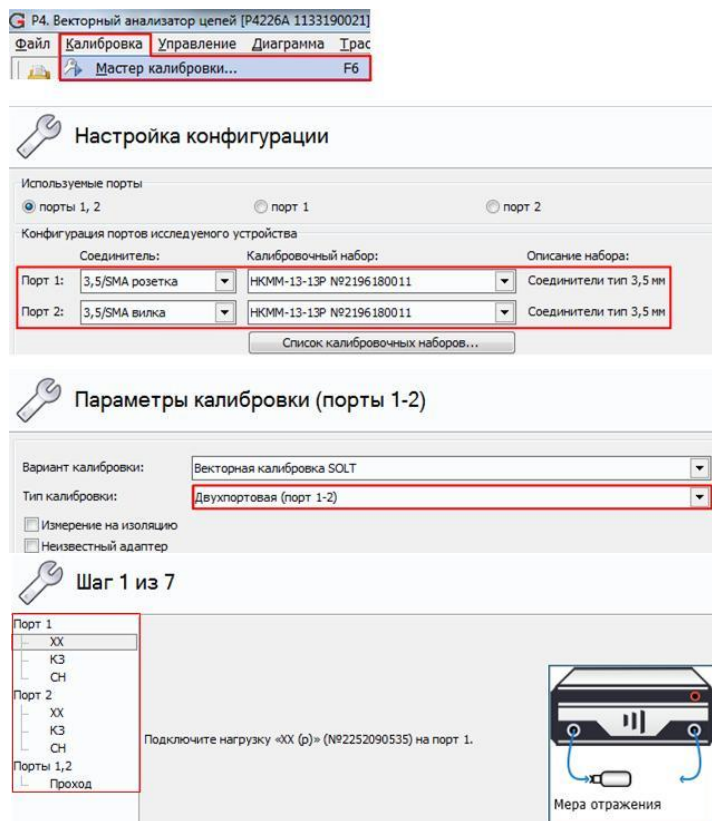 Р4. Векторный анализатор цепей [Р4226А 1133190021]
Файл Калибровка Управление Диаграмма Трас
Мастер калибровки... F6
Настройка конфигурации
Используемые порты
порты 1, 2 порт 1 порт 2
Конфигурация портов исследуемого устройства
Соединитель: Калибровочный набор: Описание набора:
Порт 1: 3,5/SMA розетка НКММ-13-13Р №2196180011 Соединители тип 3,5 мм
Порт 2: 3,5/SMA вилка НКММ-13-13Р №2196180011 Соединители тип 3,5 мм
Список калибровочных наборов...
Параметры калибровки (порты 1-2)
Вариант калибровки: Векторная калибровка SOLT
Тип калибровки: Двухпортовая (порт 1-2)
Измерение на изоляцию
Неизвестный адаптер
Шаг 1 из 7
Порт 1
ХХ
КЗ
СН
Порт 2
ХХ
КЗ
СН
Порты 1,2
Проход
Подключите нагрузку «ХХ (р)» (№2252090535) на порт 1.
Мера отражения